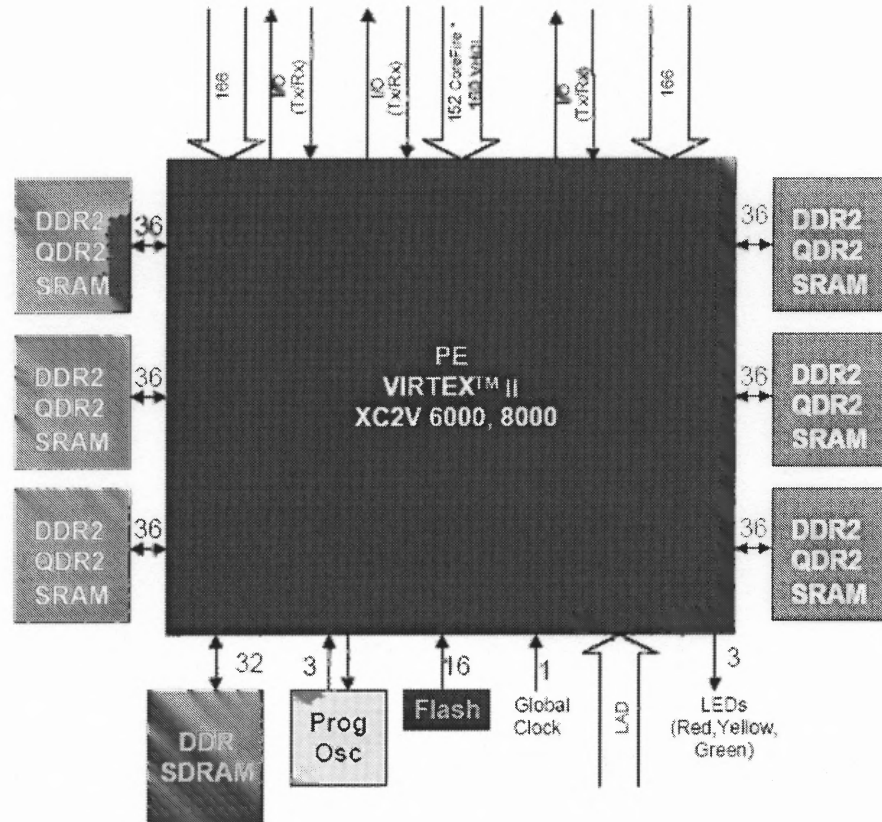 166
I/O
(Tx/Rx)
I/O
(Tx/Rx)
152 CoreFire *
160 VHDL
I/O
(Tx/Rx)
166
DDR2
QDR2
SRAM
36
36
DDR2
QDR2
SRAM
PE
VIRTEX™ II
XC2V 6000, 8000
DDR2
QDR2
SRAM
36
36
DDR2
QDR2
SRAM
DDR2
QDR2
SRAM
36
36
DDR2
QDR2
SRAM
32
3
16
1
3
DDR
SDRAM
Prog
Osc
Flash
Global
Clock
LAD
LEDs
(Red,Yellow,
Green)